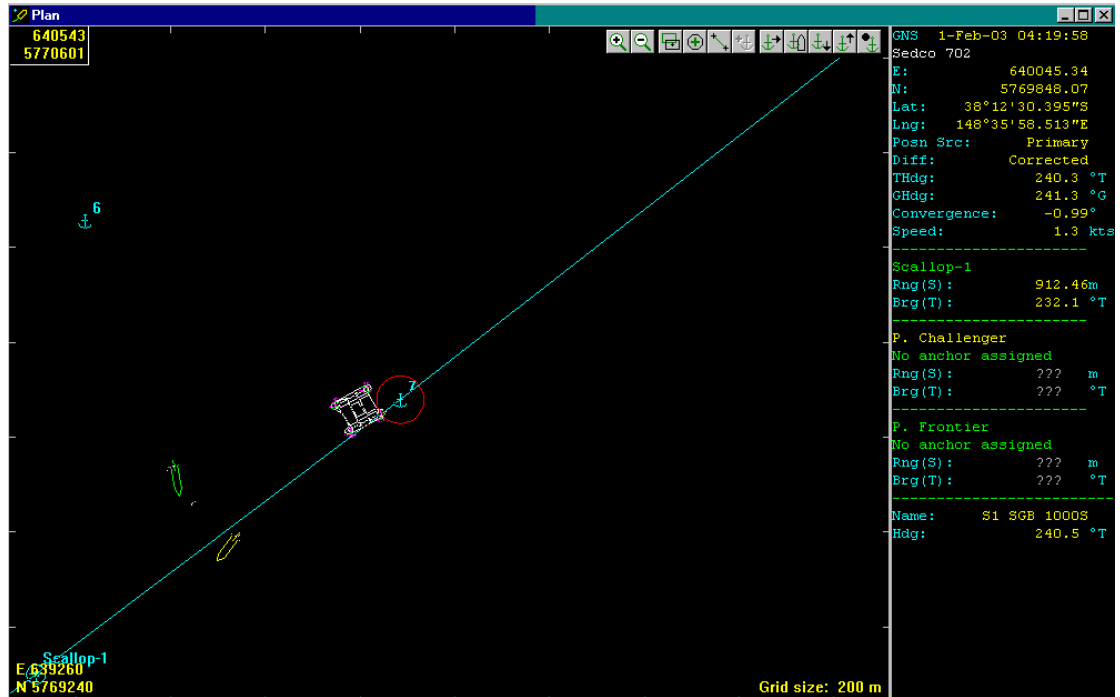 Plan
640543
5770601
6
7
Scallop-1
E 639260
N 5769240
Grid size: 200 m
GNS 1-Feb-03 04:19:58
Sedco 702
E: 640045.34
N: 5769848.07
Lat: 38°12'30.395"S
Lng: 148°35'58.513"E
Posn Src: Primary
Diff: Corrected
THdg: 240.3 °T
GHdg: 241.3 °G
Convergence: -0.99°
Speed: 1.3 kts
-----------------------
Scallop-1
Rng(S): 912.46m
Brg(T): 232.1 °T
-----------------------
P. Challenger
No anchor assigned
Rng(S): ??? m
Brg(T): ??? °T
-----------------------
P. Frontier
No anchor assigned
Rng(S): ??? m
Brg(T): ??? °T
--------------------------
Name: S1 SGB 1000S
Hdg: 240.5 °T